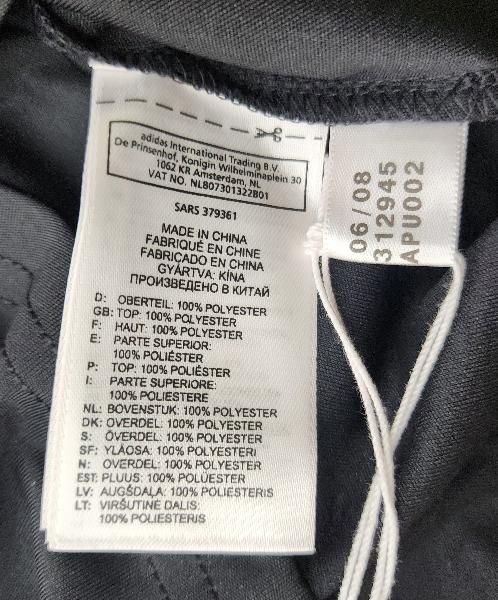 adidas International Trading B.V.
De Prinsenhof, Konigin Wilhelminaplein 30
1062 KR Amsterdam, NL
VAT NO. NL807301322B01
SARS 379361
MADE IN CHINA
FABRIQUÉ EN CHINE
FABRICADO EN CHINA
GYÁRTVA: KÍNA
ПРОИЗВЕДЕНО В КИТАЙ
D: OBERTEIL: 100% POLYESTER
GB: TOP: 100% POLYESTER
F: HAUT: 100% POLYESTER
E: PARTE SUPERIOR:
100% POLIÉSTER
P: TOP: 100% POLIÉSTER
I: PARTE SUPERIORE:
100% POLIESTERE
NL: BOVENSTUK: 100% POLYESTER
DK: OVERDEL: 100% POLYESTER
S: ÖVERDEL: 100% POLYESTER
SF: YLÄOSA: 100% POLYESTERI
N: OVERDEL: 100% POLYESTER
EST: PLUUS: 100% POLÜESTER
LV: AUGŠDAĻA: 100% POLIESTERIS
LT: VIRŠUTINĖ DALIS:
100% POLIESTERIS
06/08
312945
APU002